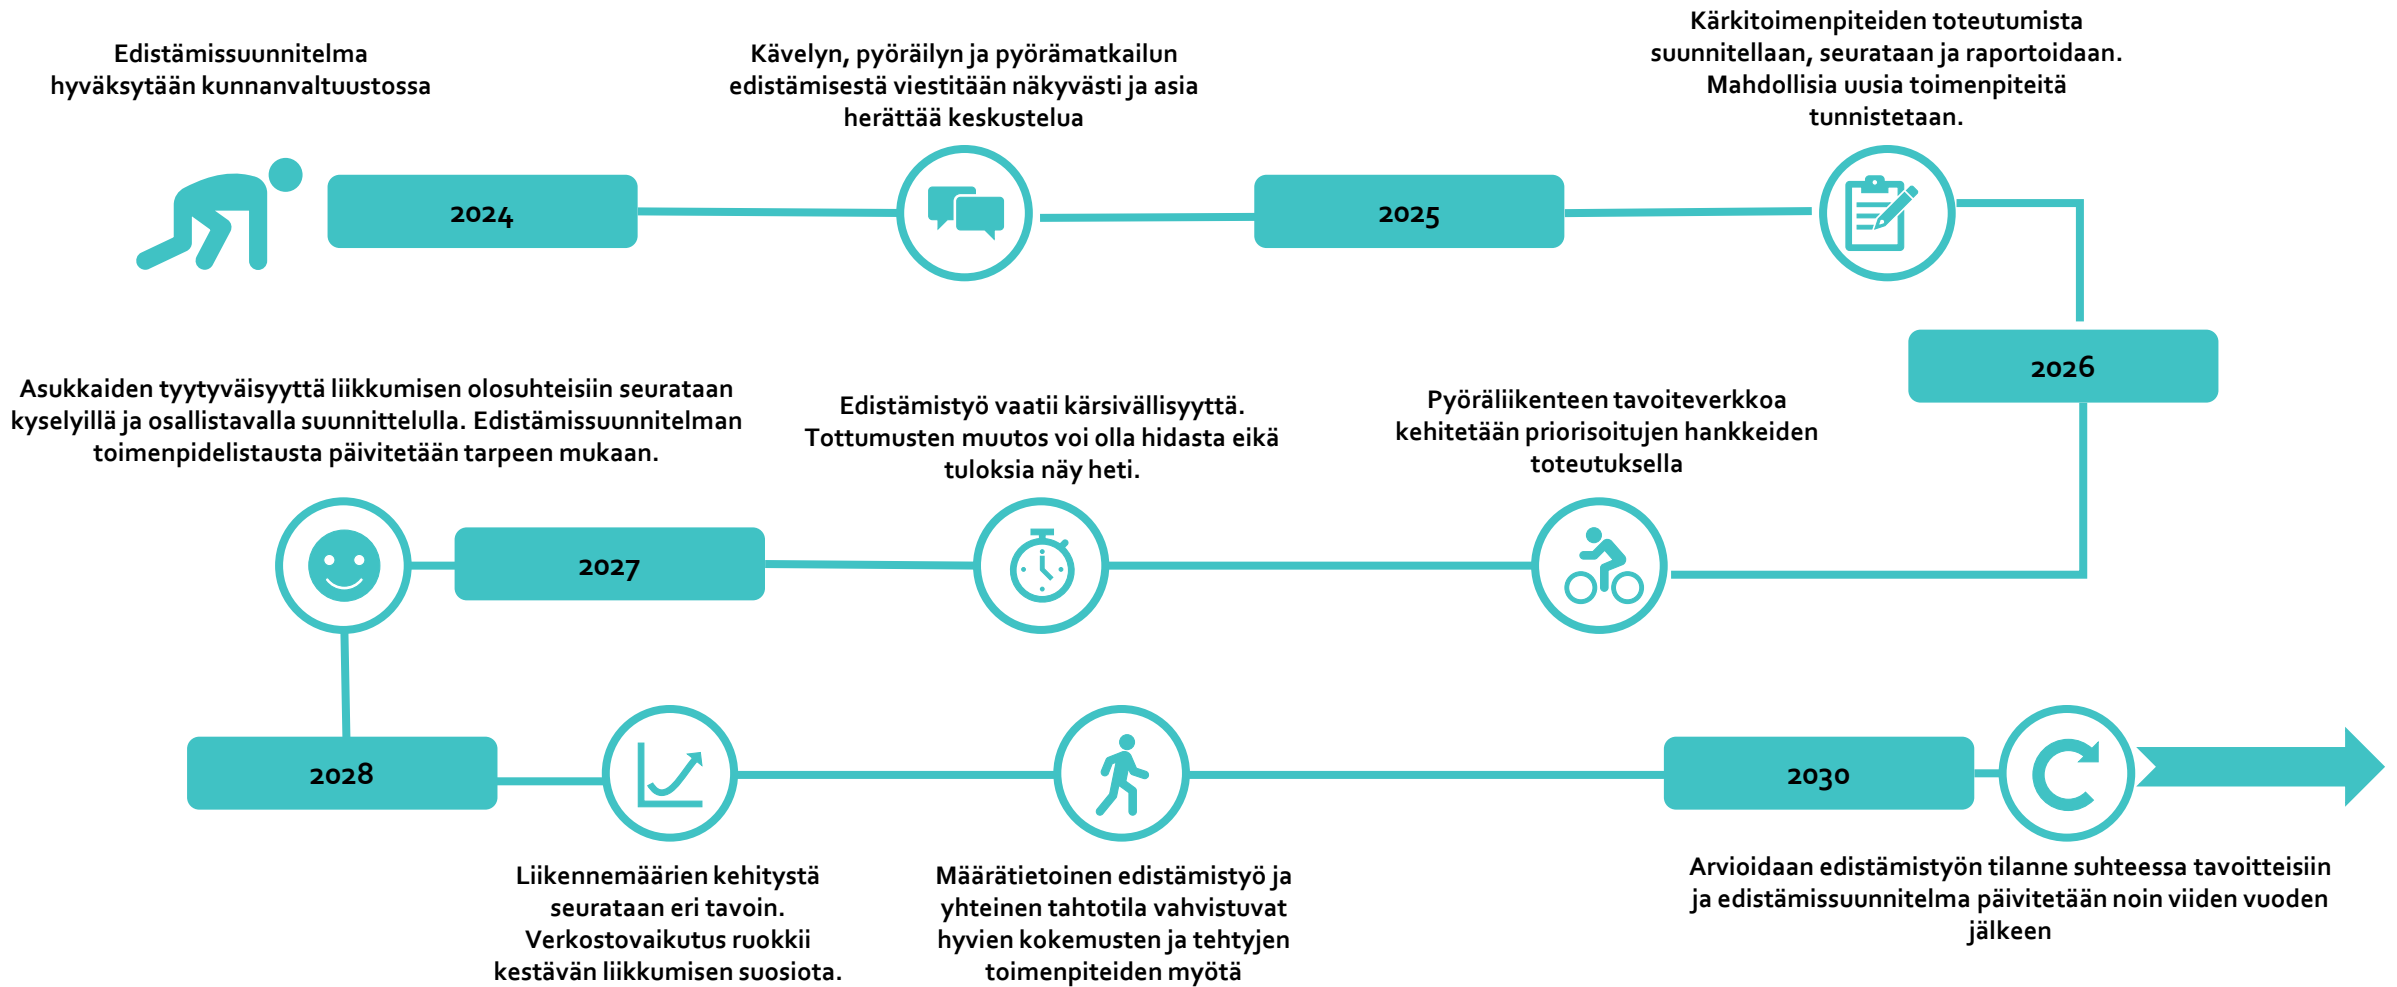 Edistämissuunnitelma
hyväksytään kunnanvaltuustossa
2024
Kävelyn, pyöräilyn ja pyörämatkailun
edistämisestä viestitään näkyvästi ja asia
herättää keskustelua
2025
Kärkitoimenpiteiden toteutumista
suunnitellaan, seurataan ja raportoidaan.
Mahdollisia uusia toimenpiteitä
tunnistetaan.
2026
Pyöräliikenteen tavoiteverkkoa
kehitetään priorisoitujen hankkeiden
toteutuksella
Edistämistyö vaatii kärsivällisyyttä.
Tottumusten muutos voi olla hidasta eikä
tuloksia näy heti.
2027
Asukkaiden tyytyväisyyttä liikkumisen olosuhteisiin seurataan
kyselyillä ja osallistavalla suunnittelulla. Edistämissuunnitelman
toimenpidelistausta päivitetään tarpeen mukaan.
2028
Liikennemäärien kehitystä
seurataan eri tavoin.
Verkostovaikutus ruokkii
kestävän liikkumisen suosiota.
Määrätietoinen edistämistyö ja
yhteinen tahtotila vahvistuvat
hyvien kokemusten ja tehtyjen
toimenpiteiden myötä
2030
Arvioidaan edistämistyön tilanne suhteessa tavoitteisiin
ja edistämissuunnitelma päivitetään noin viiden vuoden
jälkeen